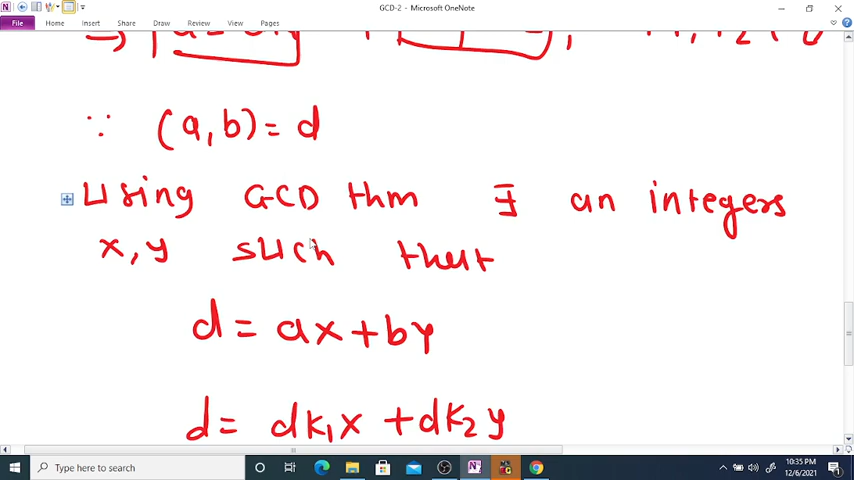 GCD-2 - Microsoft OneNote
File Home Insert Draw Share Review View Pages
∵ (a, b) = d
Using GCD thm ∃ an integers
x, y such that
d = ax + by
d = dk₁x + dk₂y
Type here to search
10:35 PM
12/6/2021